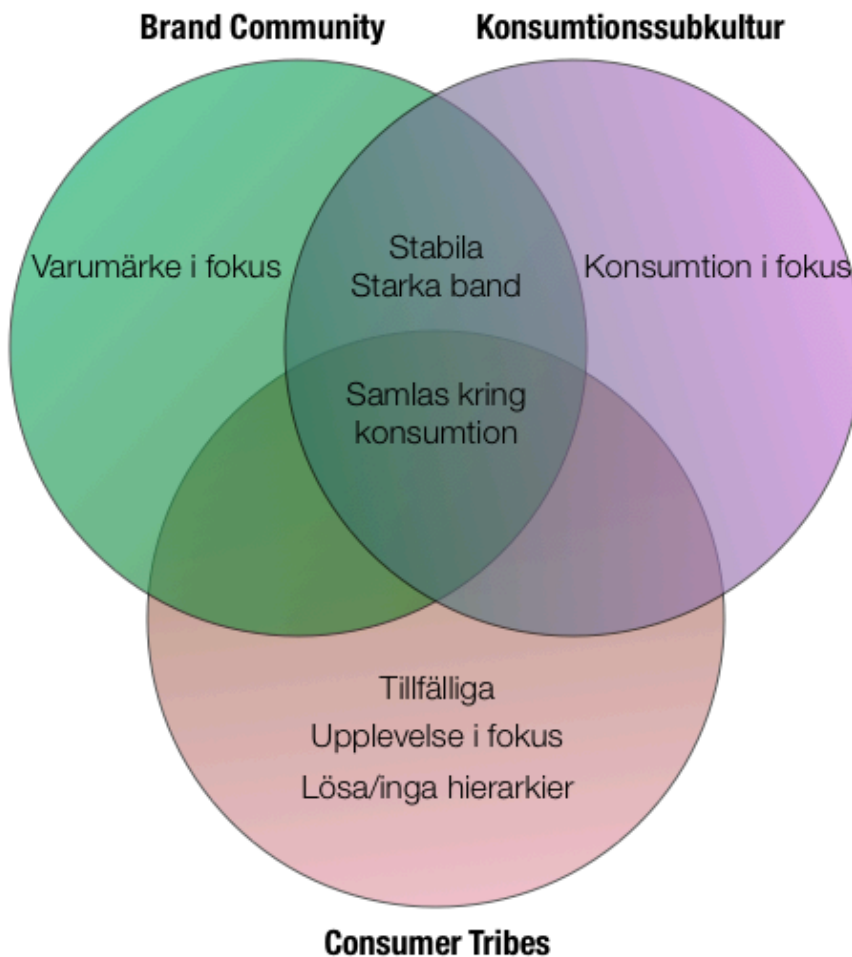 Brand Community
Konsumtionssubkultur
Varumärke i fokus
Stabila
Starka band
Konsumtion i fokus
Samlas kring
konsumtion
Tillfälliga
Upplevelse i fokus
Lösa/inga hierarkier
Consumer Tribes